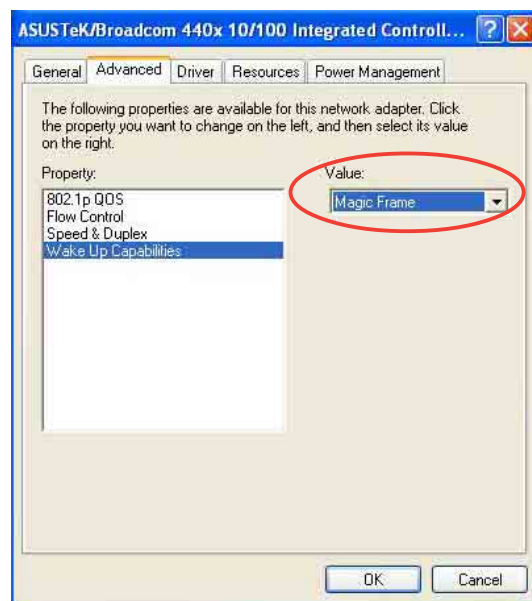 ASUSTeK/Broadcom 440x 10/100 Integrated Controll...
General Advanced Driver Resources Power Management
The following properties are available for this network adapter. Click
the property you want to change on the left, and then select its value
on the right.
Property:
Value:
802.1p QOS
Flow Control
Speed & Duplex
Wake Up Capabilities
Magic Frame
OK Cancel